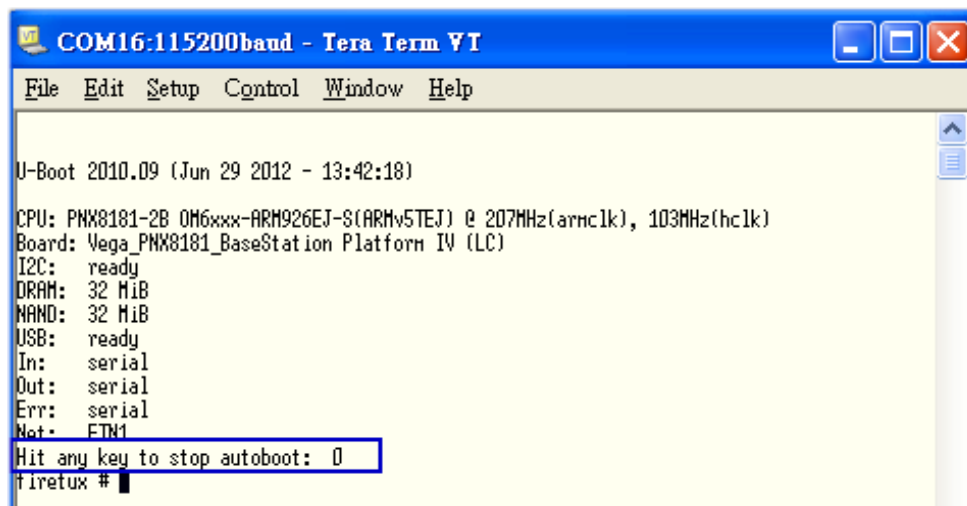 COM16:115200baud - Tera Term VT
File Edit Setup Control Window Help
U-Boot 2010.09 (Jun 29 2012 - 13:42:18)
CPU: PNX8181-2B OM6xxx-ARM926EJ-S(ARMv5TEJ) @ 207MHz(armclk), 103MHz(hclk)
Board: Vega_PNX8181_BaseStation Platform IV (LC)
I2C: ready
DRAM: 32 MiB
NAND: 32 MiB
USB: ready
In: serial
Out: serial
Err: serial
Net: ETN1
Hit any key to stop autoboot: 0
firetux #